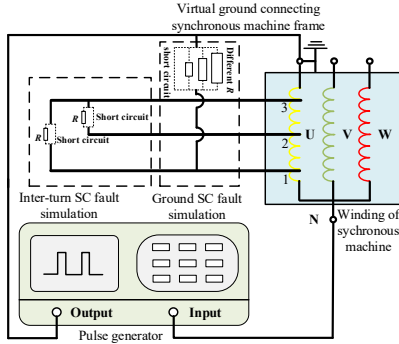 Virtual ground connecting
synchronous machine frame
Different R
short circuit
3
R
Short circuit
U
V
W
R
Short circuit
2
1
Inter-turn SC fault
simulation
Ground SC fault
simulation
N
Winding of
sychronous
machine
Output
Input
Pulse generator